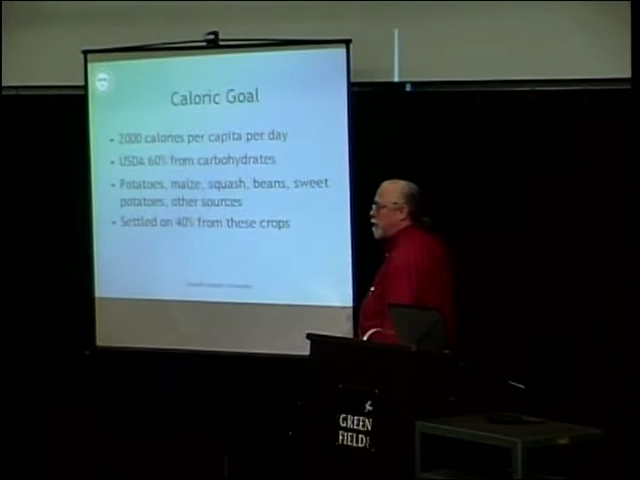 Caloric Goal
- 2000 calories per capita per day
- USDA 60% from carbohydrates
- Potatoes, maize, squash, beans, sweet
potatoes, other sources
- Settled on 40% from these crops
GREEN
FIELD